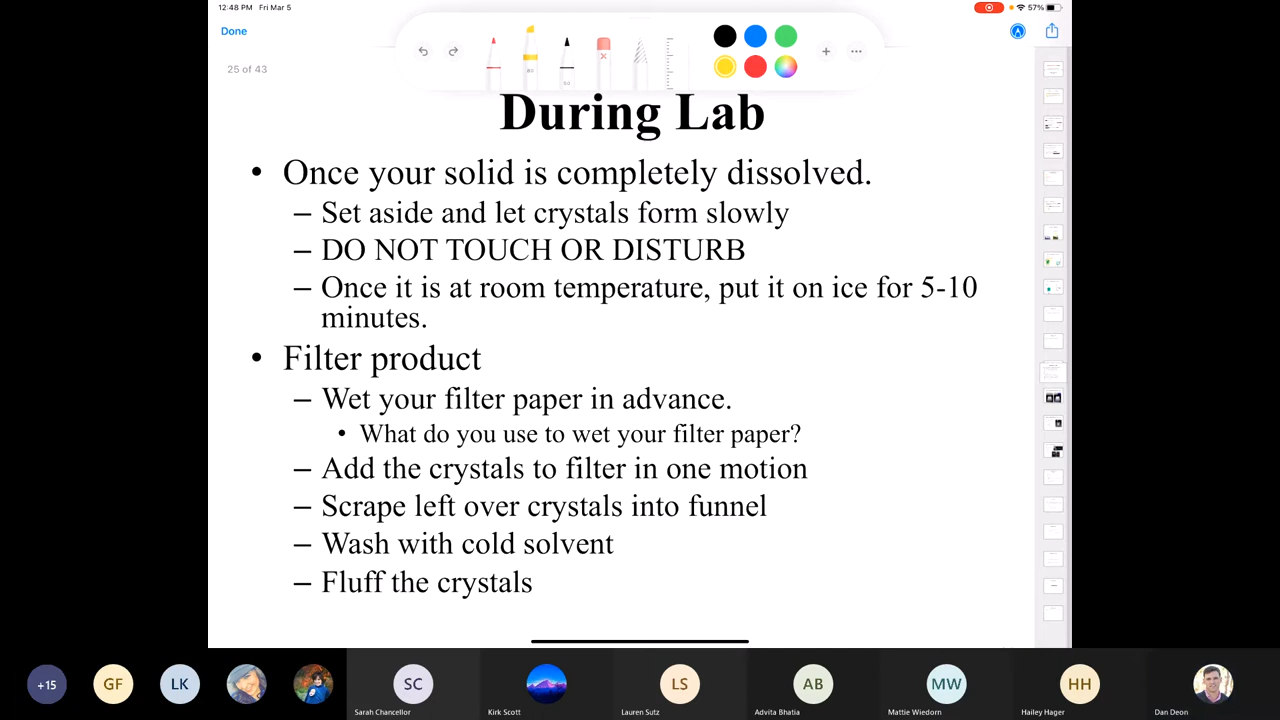 12:48 PM Fri Mar 5
57%
Done
25 of 43
During Lab
• Once your solid is completely dissolved.
– Set aside and let crystals form slowly
– DO NOT TOUCH OR DISTURB
– Once it is at room temperature, put it on ice for 5-10
minutes.
• Filter product
– Wet your filter paper in advance.
• What do you use to wet your filter paper?
– Add the crystals to filter in one motion
– Scrape left over crystals into funnel
– Wash with cold solvent
– Fluff the crystals
+15
GF
LK
SC
LS
AB
MW
HH
Sarah Chancellor
Kirk Scott
Lauren Sutz
Advita Bhatia
Mattie Wiedorn
Hailey Hager
Dan Deon